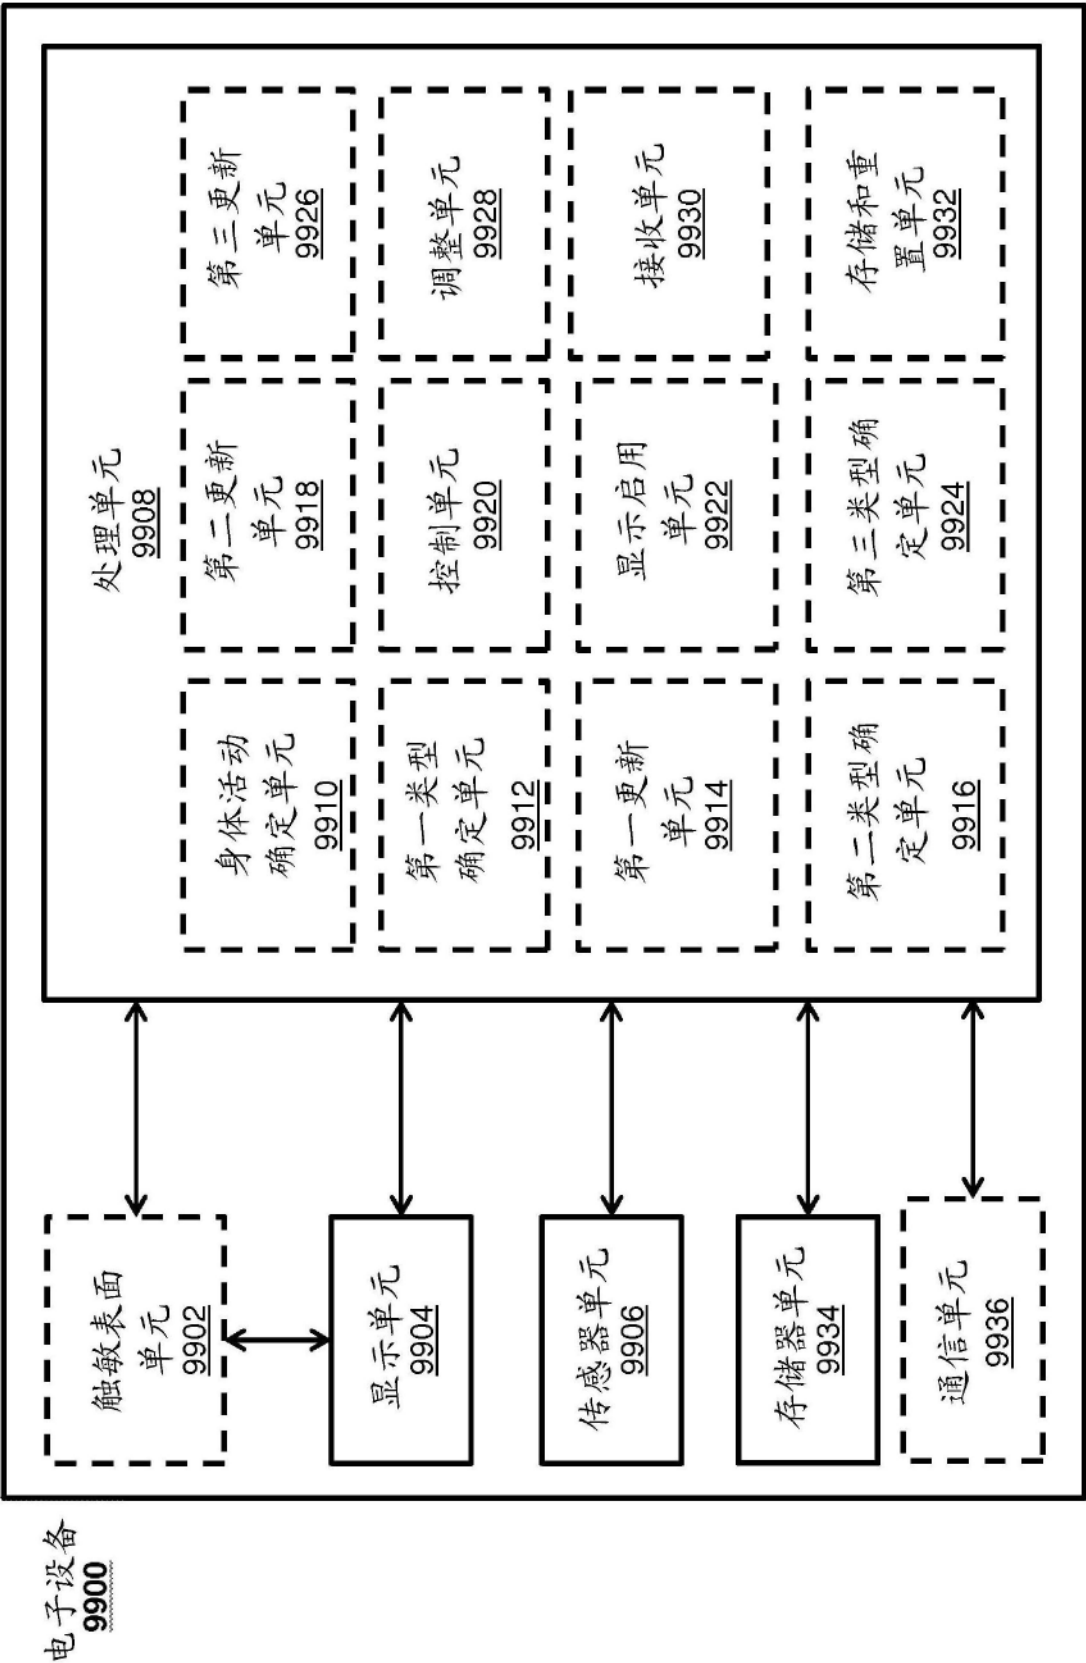 电子设备
9900
触敏表面
单元
9902
显示单元
9904
传感器单元
9906
存储器单元
9934
通信单元
9936
处理单元
9908
身体活动
确定单元
9910
第二更新
单元
9918
第三更新
单元
9926
第一类型
确定单元
9912
控制单元
9920
调整单元
9928
第一更新
单元
9914
显示启用
单元
9922
接收单元
9930
第二类型确
定单元
9916
第三类型确
定单元
9924
存储和重
置单元
9932